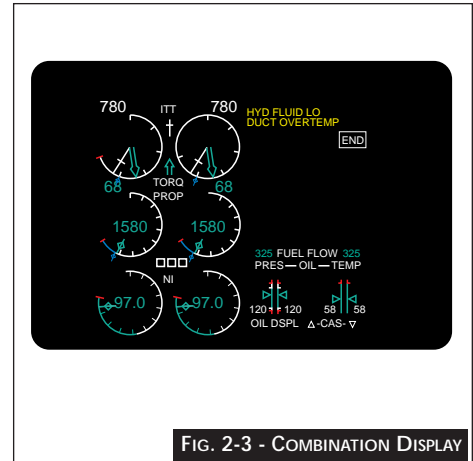 780 ITT 780
HYD FLUID LO
DUCT OVERTEMP
END
68 TORQ 68
PROP
1580 1580
325 FUEL FLOW 325
PRES — OIL — TEMP
NI
97.0 97.0
120 120 58 58
OIL DSPL △-CAS-▽
FIG. 2-3 - COMBINATION DISPLAY